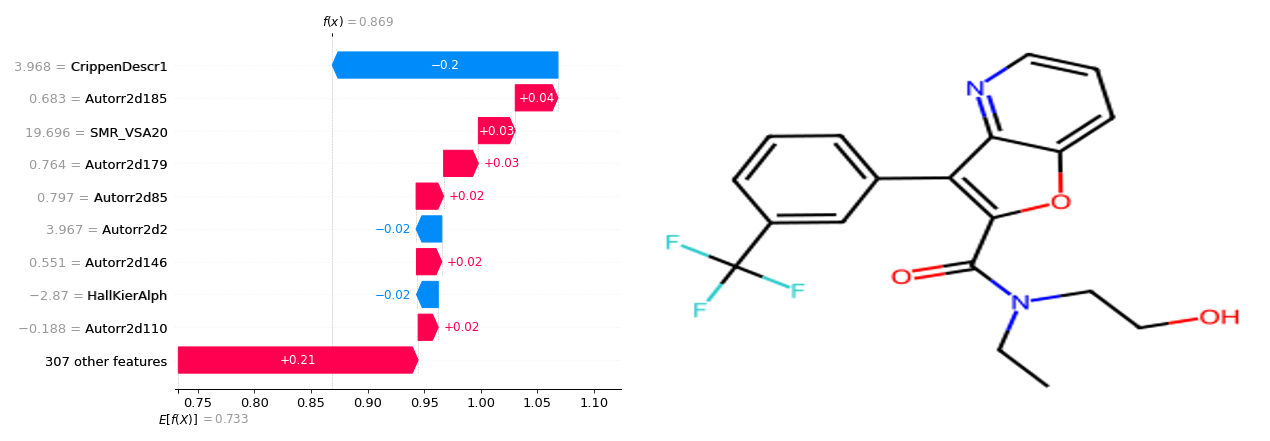 f(x) = 0.869
3.968 = CrippenDescr1 −0.2
0.683 = Autorr2d185 +0.04
19.696 = SMR_VSA20 +0.03
0.764 = Autorr2d179 +0.03
0.797 = Autorr2d85 +0.02
3.967 = Autorr2d2 −0.02
0.551 = Autorr2d146 +0.02
−2.87 = HallKierAlph −0.02
−0.188 = Autorr2d110 +0.02
307 other features +0.21
0.75 0.80 0.85 0.90 0.95 1.00 1.05 1.10
E[f(X)] = 0.733
N
O
F
O
F
N
F
OH